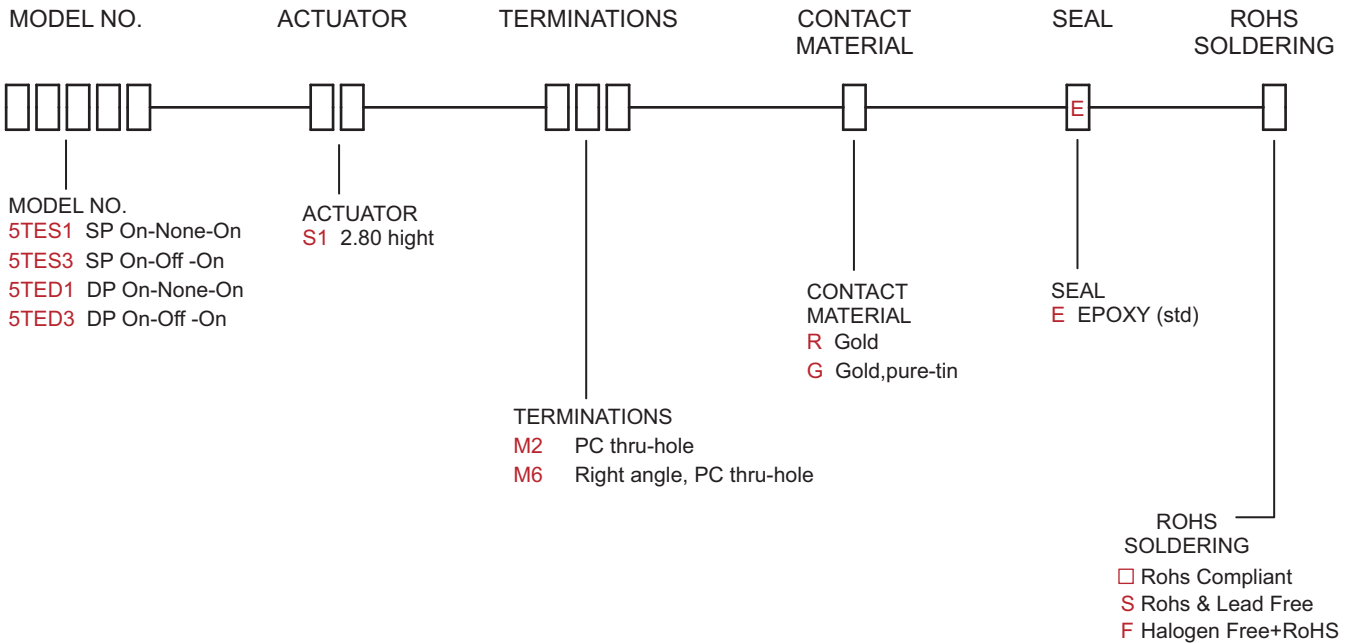 MODEL NO.
ACTUATOR
TERMINATIONS
CONTACT
MATERIAL
SEAL
ROHS
SOLDERING
E
MODEL NO.
5TES1 SP On-None-On
5TES3 SP On-Off -On
5TED1 DP On-None-On
5TED3 DP On-Off -On
ACTUATOR
S1 2.80 hight
TERMINATIONS
M2 PC thru-hole
M6 Right angle, PC thru-hole
CONTACT
MATERIAL
R Gold
G Gold,pure-tin
SEAL
E EPOXY (std)
ROHS
SOLDERING
□ Rohs Compliant
S Rohs & Lead Free
F Halogen Free+RoHS